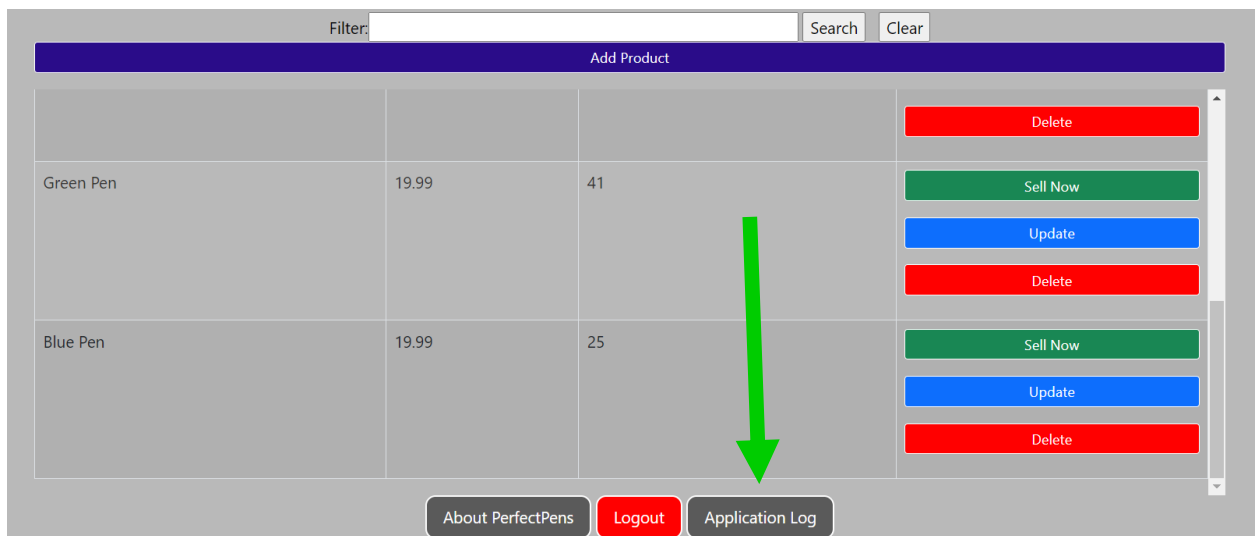 Filter: Search Clear
Add Product
Delete
Green Pen 19.99 41 Sell Now
Update
Delete
Blue Pen 19.99 25 Sell Now
Update
Delete
About PerfectPens Logout Application Log